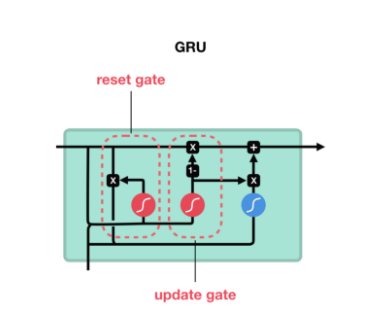 GRU
reset gate
x
+
1-
x
x
update gate